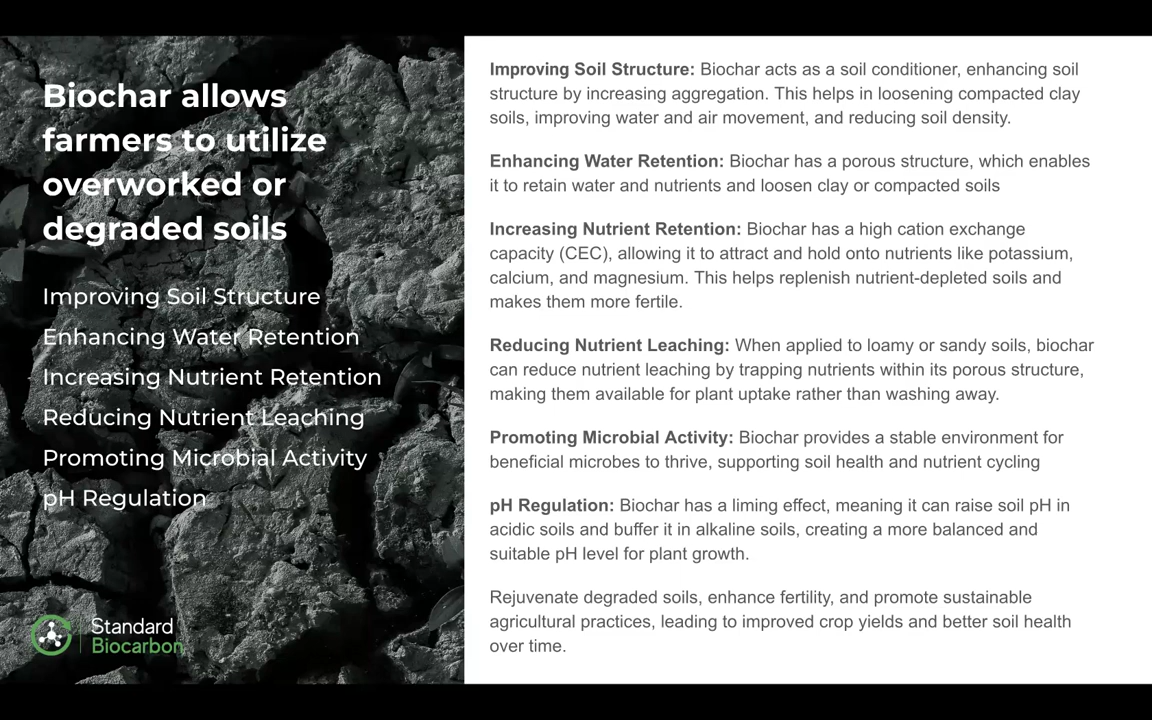 Biochar allows
farmers to utilize
overworked or
degraded soils
Improving Soil Structure
Enhancing Water Retention
Increasing Nutrient Retention
Reducing Nutrient Leaching
Promoting Microbial Activity
pH Regulation
Standard
Biocarbon
Improving Soil Structure: Biochar acts as a soil conditioner, enhancing soil
structure by increasing aggregation. This helps in loosening compacted clay
soils, improving water and air movement, and reducing soil density.
Enhancing Water Retention: Biochar has a porous structure, which enables
it to retain water and nutrients and loosen clay or compacted soils
Increasing Nutrient Retention: Biochar has a high cation exchange
capacity (CEC), allowing it to attract and hold onto nutrients like potassium,
calcium, and magnesium. This helps replenish nutrient-depleted soils and
makes them more fertile.
Reducing Nutrient Leaching: When applied to loamy or sandy soils, biochar
can reduce nutrient leaching by trapping nutrients within its porous structure,
making them available for plant uptake rather than washing away.
Promoting Microbial Activity: Biochar provides a stable environment for
beneficial microbes to thrive, supporting soil health and nutrient cycling
pH Regulation: Biochar has a liming effect, meaning it can raise soil pH in
acidic soils and buffer it in alkaline soils, creating a more balanced and
suitable pH level for plant growth.
Rejuvenate degraded soils, enhance fertility, and promote sustainable
agricultural practices, leading to improved crop yields and better soil health
over time.